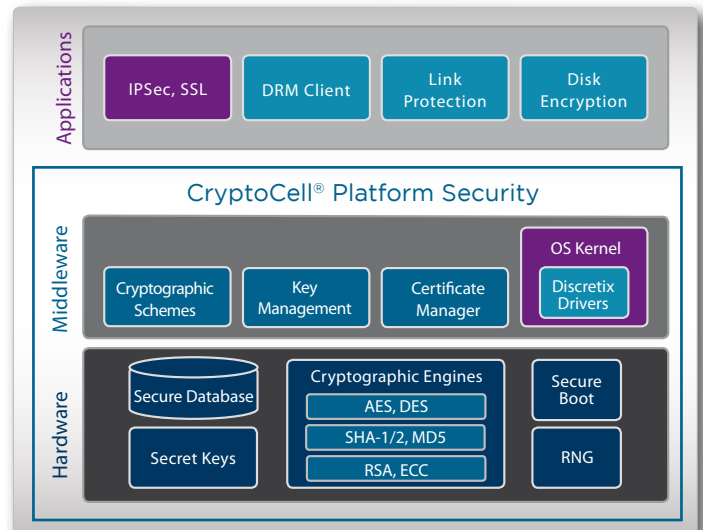 Applications
IPSec, SSL
DRM Client
Link
Protection
Disk
Encryption
CryptoCell® Platform Security
Middleware
Cryptographic
Schemes
Key
Management
Certificate
Manager
OS Kernel
Discretix
Drivers
Hardware
Secure Database
Secret Keys
Cryptographic Engines
AES, DES
SHA-1/2, MD5
RSA, ECC
Secure
Boot
RNG